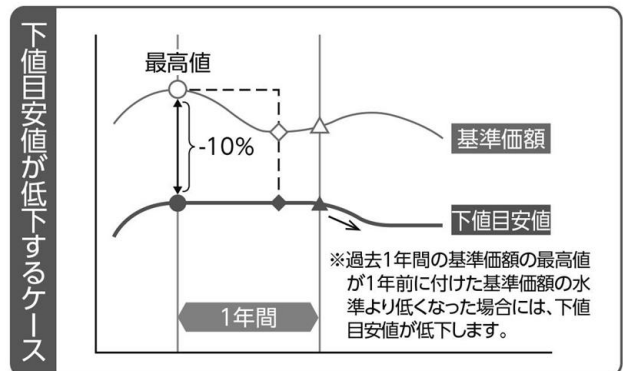 下値目安値が低下するケース
最高値
-10%
基準価額
下値目安値
※過去1年間の基準価額の最高値
が1年前に付けた基準価額の水
準より低くなった場合には、下値
目安値が低下します。
1年間